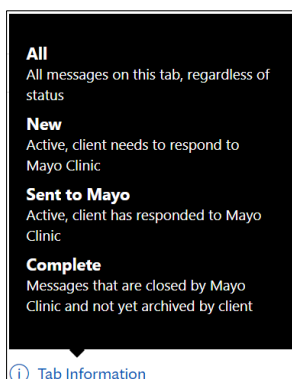 All
All messages on this tab, regardless of
status
New
Active, client needs to respond to
Mayo Clinic
Sent to Mayo
Active, client has responded to Mayo
Clinic
Complete
Messages that are closed by Mayo
Clinic and not yet archived by client
Tab Information